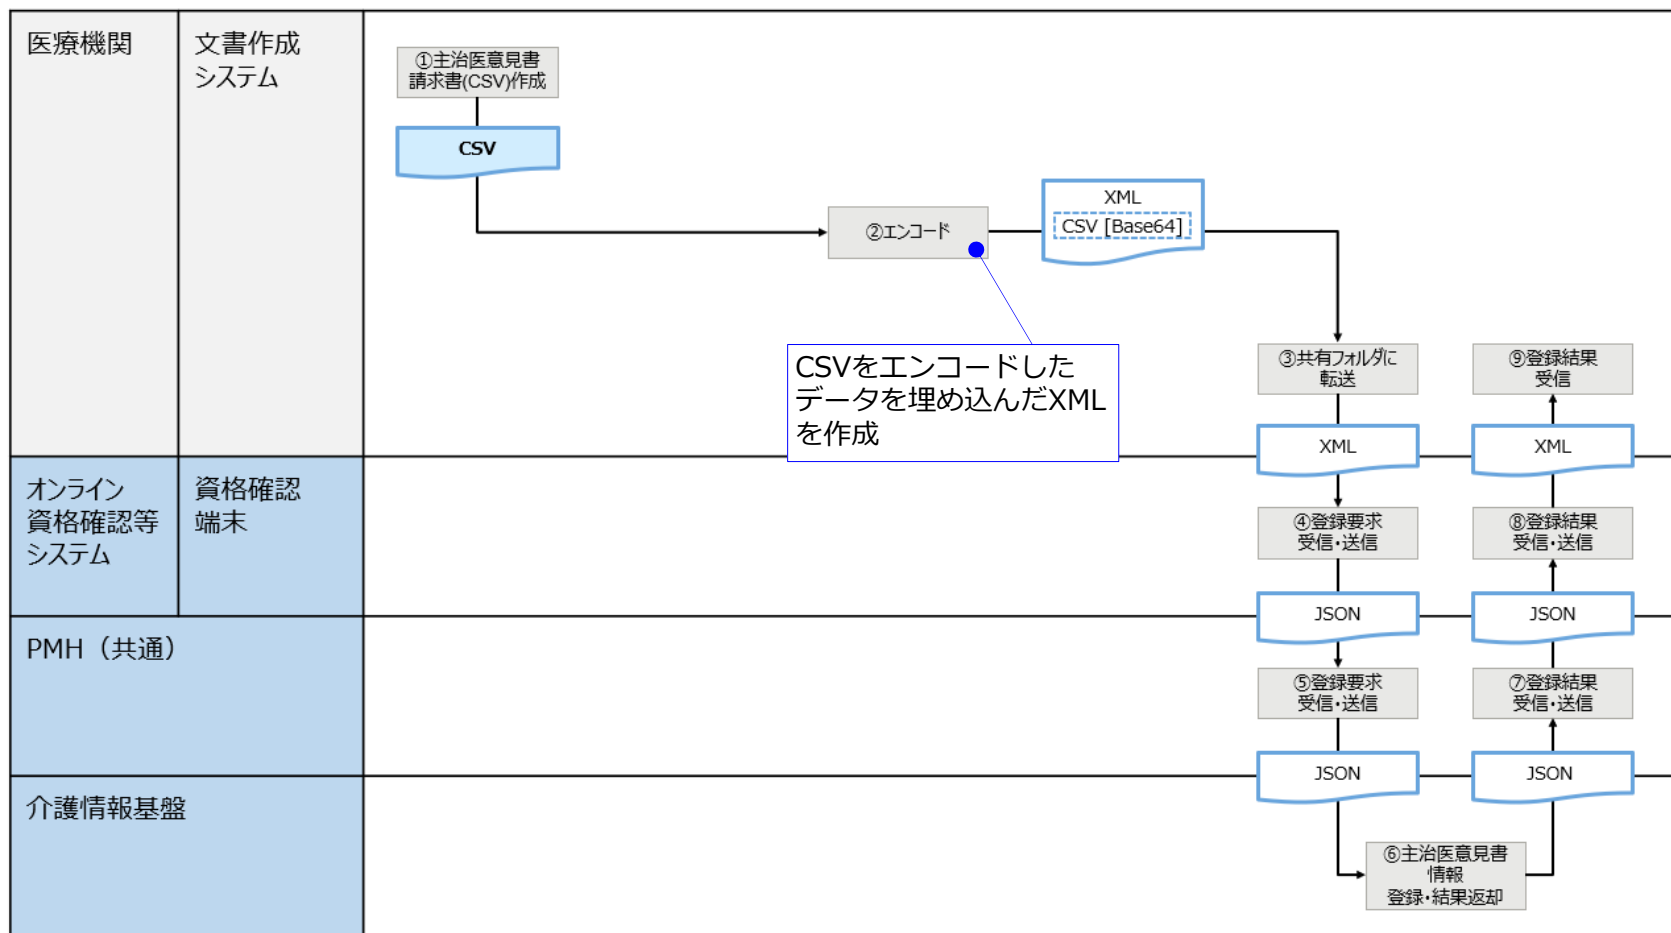 医療機関
文書作成
システム
①主治医意見書
請求書(CSV)作成
CSV
②エンコード
XML
CSV [Base64]
CSVをエンコードした
データを埋め込んだXML
を作成
③共有フォルダに
転送
⑨登録結果
受信
XML
XML
オンライン
資格確認等
システム
資格確認
端末
④登録要求
受信・送信
⑧登録結果
受信・送信
JSON
JSON
PMH（共通）
⑤登録要求
受信・送信
⑦登録結果
受信・送信
JSON
JSON
介護情報基盤
⑥主治医意見書
情報
登録・結果返却